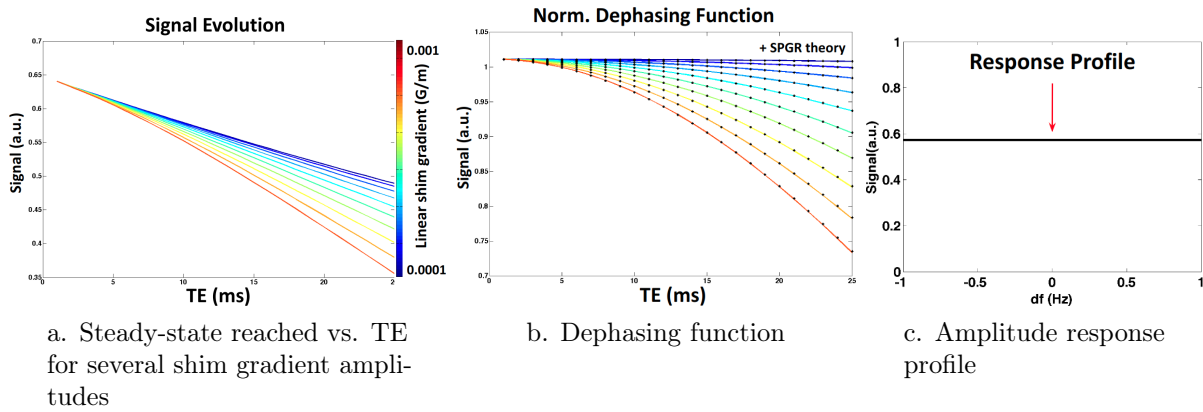 Signal Evolution
0.7
0.65
0.6
0.55
0.5
0.45
0.4
0.35
Signal (a.u.)
0 5 10 15 20 2
TE (ms)
0.001
0.0001
Linear shim gradient (G/m)
a. Steady-state reached vs. TE
for several shim gradient ampli-
tudes
Norm. Dephasing Function
+ SPGR theory
1.05
1
0.95
0.9
0.85
0.8
0.75
0.7
Signal (a.u.)
0 5 10 15 20 25
TE (ms)
b. Dephasing function
Response Profile
1
0.8
0.6
0.4
0.2
0
Signal(a.u.)
-1 -0.5 0 0.5 1
df (Hz)
c. Amplitude response
profile